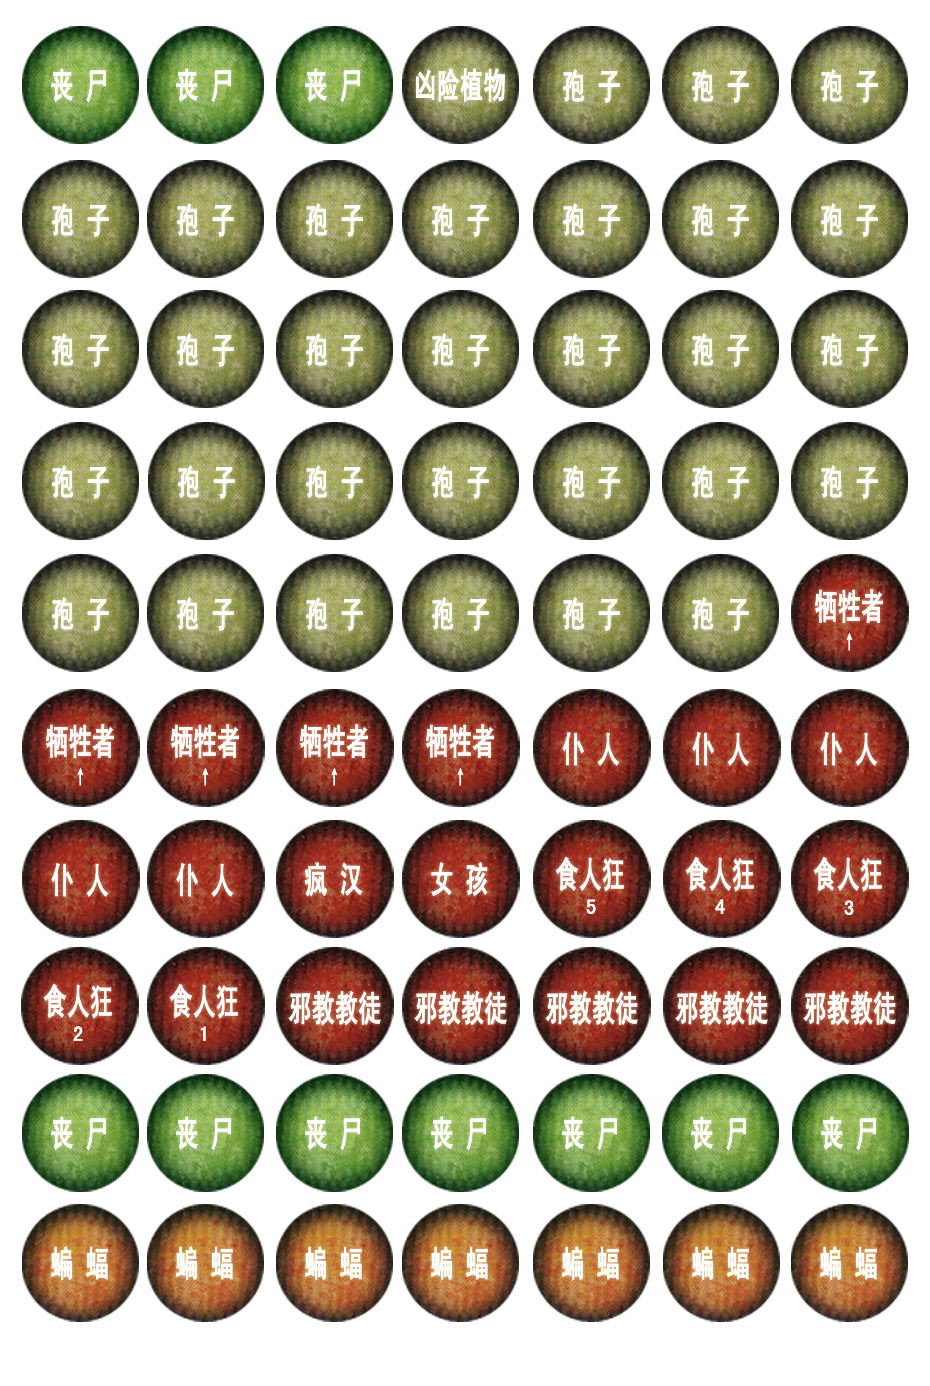 丧 尸 丧 尸 丧 尸 凶险植物 孢 子 孢 子 孢 子
孢 子 孢 子 孢 子 孢 子 孢 子 孢 子 孢 子
孢 子 孢 子 孢 子 孢 子 孢 子 孢 子 孢 子
孢 子 孢 子 孢 子 孢 子 孢 子 孢 子 孢 子
孢 子 孢 子 孢 子 孢 子 孢 子 孢 子 牺牲者
↑
牺牲者 牺牲者 牺牲者 牺牲者 仆 人 仆 人 仆 人
↑ ↑ ↑ ↑
仆 人 仆 人 疯 汉 女 孩 食人狂 食人狂 食人狂
5 4 3
食人狂 食人狂 邪教教徒 邪教教徒 邪教教徒 邪教教徒 邪教教徒
2 1
丧 尸 丧 尸 丧 尸 丧 尸 丧 尸 丧 尸 丧 尸
蝙 蝠 蝙 蝠 蝙 蝠 蝙 蝠 蝙 蝠 蝙 蝠 蝙 蝠